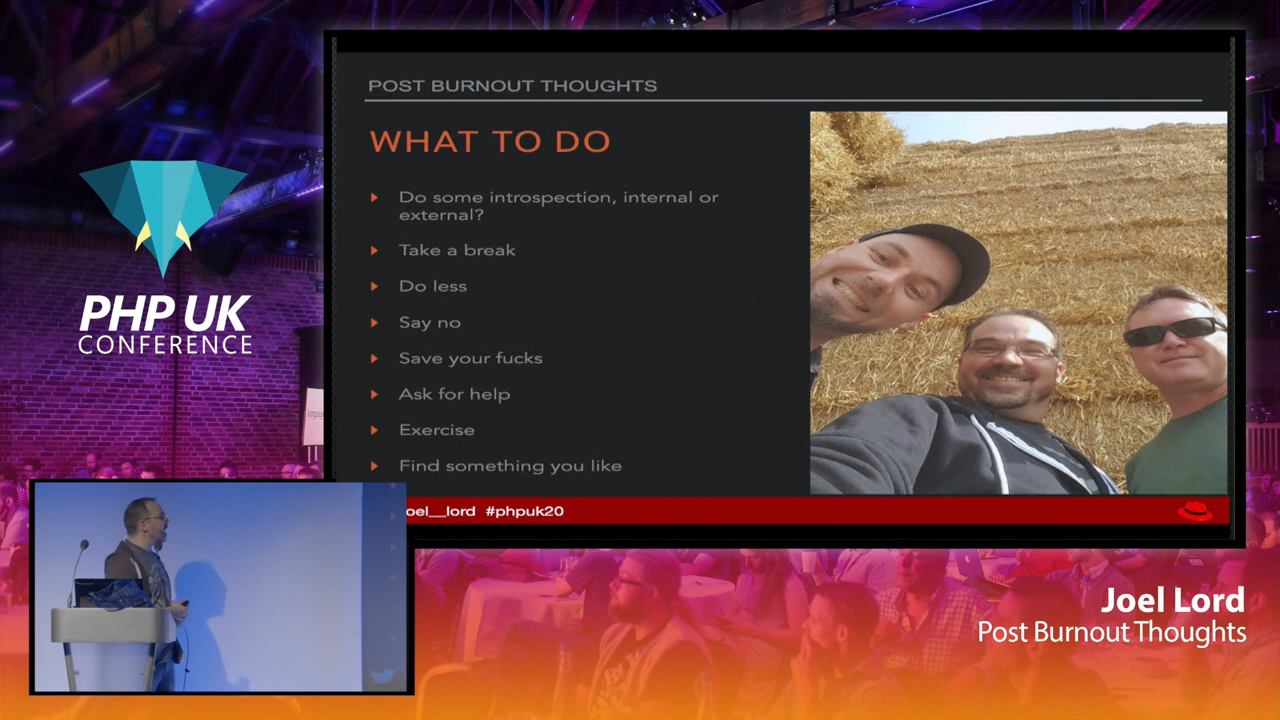 POST BURNOUT THOUGHTS
WHAT TO DO
Do some introspection, internal or
external?
Take a break
Do less
Say no
Save your fucks
Ask for help
Exercise
Find something you like
oel__lord #phpuk20
PHP UK
CONFERENCE
Joel Lord
Post Burnout Thoughts